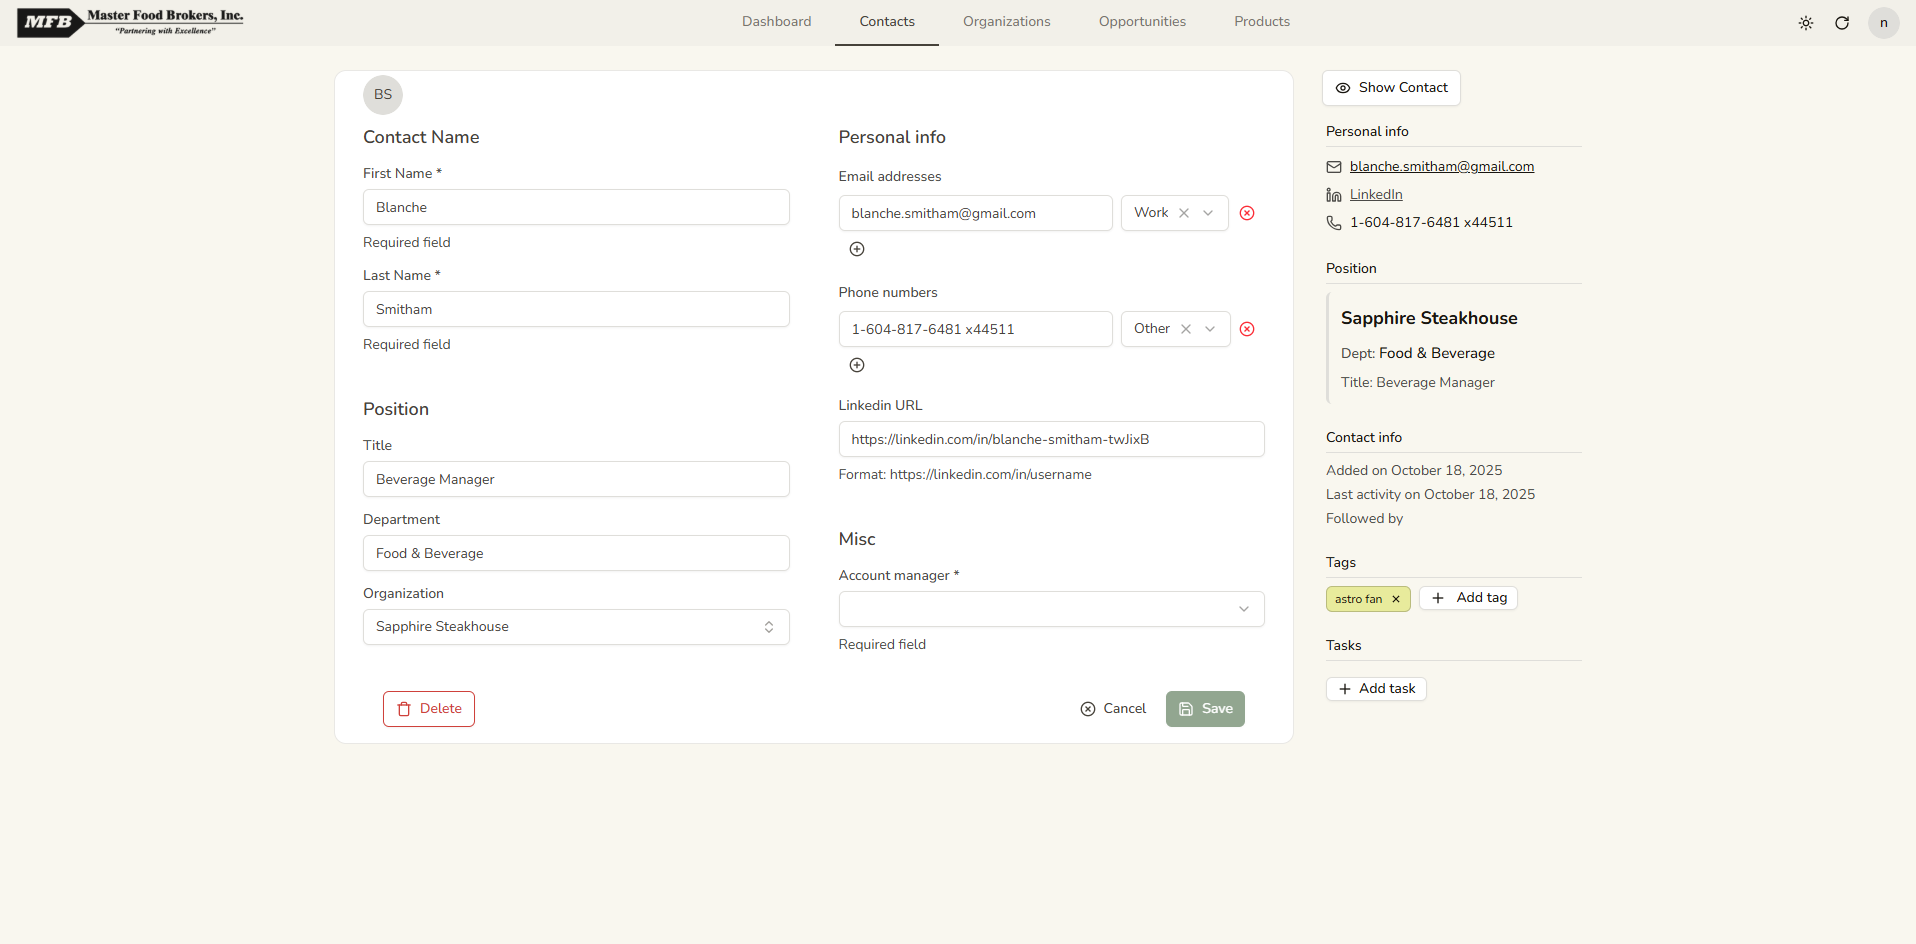 MFB Master Food Brokers, Inc.
"Partnering with Excellence"
Dashboard
Contacts
Organizations
Opportunities
Products
n
BS
Contact Name
First Name *
Blanche
Required field
Last Name *
Smitham
Required field
Position
Title
Beverage Manager
Department
Food & Beverage
Organization
Sapphire Steakhouse
Personal info
Email addresses
blanche.smitham@gmail.com
Work
Phone numbers
1-604-817-6481 x44511
Other
Linkedin URL
https://linkedin.com/in/blanche-smitham-twJixB
Format: https://linkedin.com/in/username
Misc
Account manager *
Required field
Delete
Cancel
Save
Show Contact
Personal info
blanche.smitham@gmail.com
LinkedIn
1-604-817-6481 x44511
Position
Sapphire Steakhouse
Dept: Food & Beverage
Title: Beverage Manager
Contact info
Added on October 18, 2025
Last activity on October 18, 2025
Followed by
Tags
astro fan
Add tag
Tasks
Add task